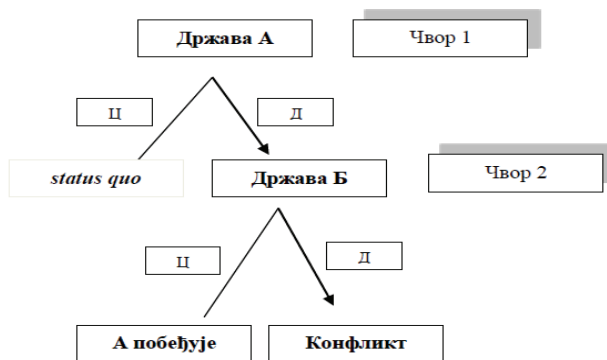 Држава А
Чвор 1
Ц
Д
status quo
Држава Б
Чвор 2
Ц
Д
А побеђује
Конфликт